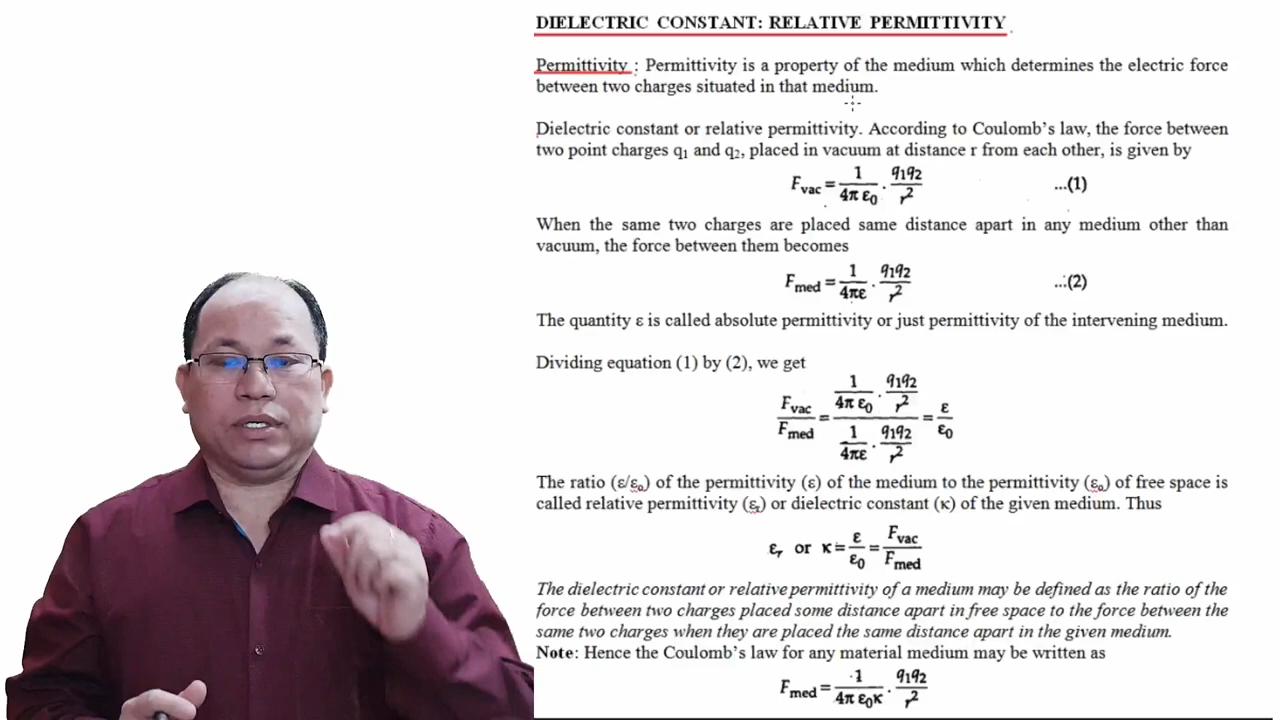 DIELECTRIC CONSTANT: RELATIVE PERMITTIVITY
Permittivity : Permittivity is a property of the medium which determines the electric force
between two charges situated in that medium.
Dielectric constant or relative permittivity. According to Coulomb's law, the force between
two point charges q₁ and q₂, placed in vacuum at distance r from each other, is given by
F_vac = 1/(4π ε₀) · q₁q₂/r² ...(1)
When the same two charges are placed same distance apart in any medium other than
vacuum, the force between them becomes
F_med = 1/(4πε) · q₁q₂/r² ...(2)
The quantity ε is called absolute permittivity or just permittivity of the intervening medium.
Dividing equation (1) by (2), we get
F_vac/F_med = (1/(4π ε₀) · q₁q₂/r²)/(1/(4πε) · q₁q₂/r²) = ε/ε₀
The ratio (ε/ε₀) of the permittivity (ε) of the medium to the permittivity (ε₀) of free space is
called relative permittivity (εᵣ) or dielectric constant (κ) of the given medium. Thus
εᵣ or κ = ε/ε₀ = F_vac/F_med
The dielectric constant or relative permittivity of a medium may be defined as the ratio of the
force between two charges placed some distance apart in free space to the force between the
same two charges when they are placed the same distance apart in the given medium.
Note: Hence the Coulomb's law for any material medium may be written as
F_med = 1/(4π ε₀κ) · q₁q₂/r²